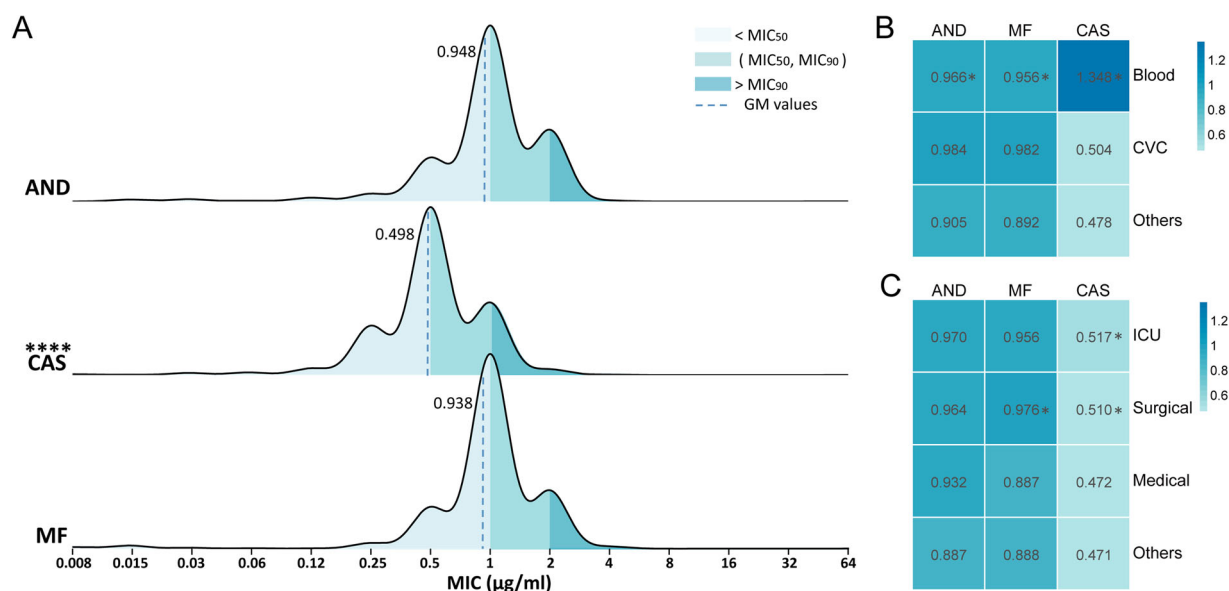 A
< MIC50
( MIC50, MIC90 )
> MIC90
GM values
0.948
AND
0.498
****
CAS
0.938
MF
0.008 0.015 0.03 0.06 0.12 0.25 0.5 1 2 4 8 16 32 64
MIC (µg/ml)
B
AND MF CAS
0.966* 0.956* 1.348* Blood
0.984 0.982 0.504 CVC
0.905 0.892 0.478 Others
1.2
1
0.8
0.6
C
AND MF CAS
0.970 0.956 0.517* ICU
0.964 0.976* 0.510* Surgical
0.932 0.887 0.472 Medical
0.887 0.888 0.471 Others
1.2
1
0.8
0.6